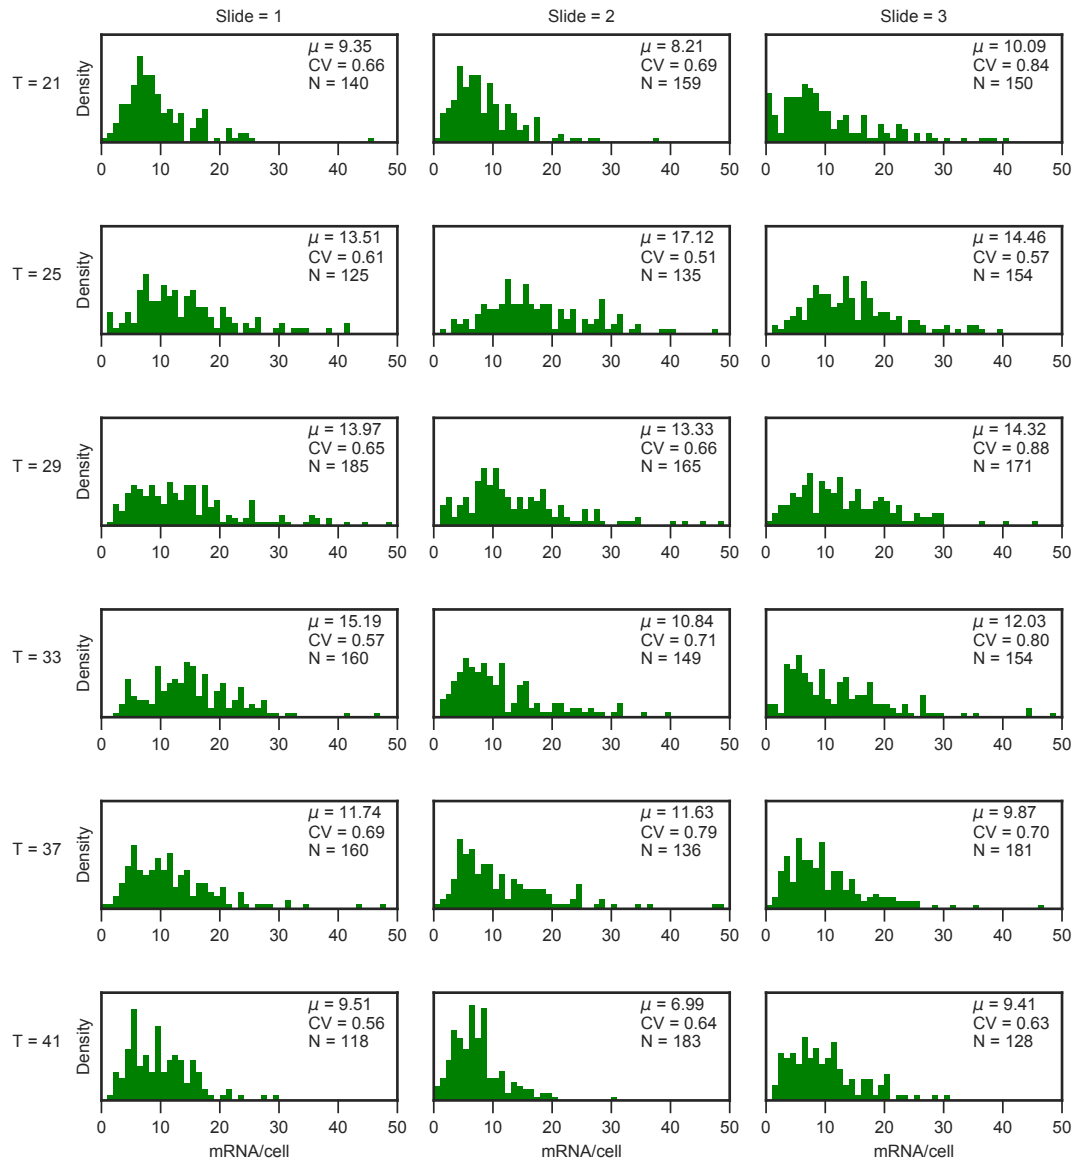 Slide = 1
Slide = 2
Slide = 3
T = 21
Density
μ = 9.35
CV = 0.66
N = 140
μ = 8.21
CV = 0.69
N = 159
μ = 10.09
CV = 0.84
N = 150
0 10 20 30 40 50
0 10 20 30 40 50
0 10 20 30 40 50
T = 25
Density
μ = 13.51
CV = 0.61
N = 125
μ = 17.12
CV = 0.51
N = 135
μ = 14.46
CV = 0.57
N = 154
0 10 20 30 40 50
0 10 20 30 40 50
0 10 20 30 40 50
T = 29
Density
μ = 13.97
CV = 0.65
N = 185
μ = 13.33
CV = 0.66
N = 165
μ = 14.32
CV = 0.88
N = 171
0 10 20 30 40 50
0 10 20 30 40 50
0 10 20 30 40 50
T = 33
Density
μ = 15.19
CV = 0.57
N = 160
μ = 10.84
CV = 0.71
N = 149
μ = 12.03
CV = 0.80
N = 154
0 10 20 30 40 50
0 10 20 30 40 50
0 10 20 30 40 50
T = 37
Density
μ = 11.74
CV = 0.69
N = 160
μ = 11.63
CV = 0.79
N = 136
μ = 9.87
CV = 0.70
N = 181
0 10 20 30 40 50
0 10 20 30 40 50
0 10 20 30 40 50
T = 41
Density
μ = 9.51
CV = 0.56
N = 118
μ = 6.99
CV = 0.64
N = 183
μ = 9.41
CV = 0.63
N = 128
0 10 20 30 40 50
0 10 20 30 40 50
0 10 20 30 40 50
mRNA/cell
mRNA/cell
mRNA/cell